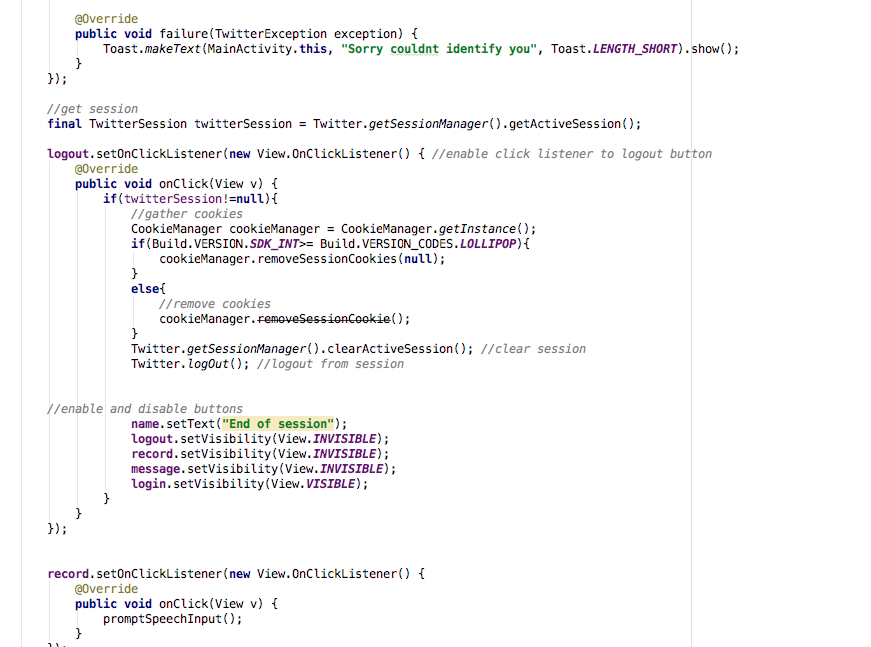 @Override
public void failure(TwitterException exception) {
Toast.makeText(MainActivity.this, "Sorry couldnt identify you", Toast.LENGTH_SHORT).show();
}
});
//get session
final TwitterSession twitterSession = Twitter.getSessionManager().getActiveSession();
logout.setOnClickListener(new View.OnClickListener() { //enable click listener to logout button
@Override
public void onClick(View v) {
if(twitterSession!=null){
//gather cookies
CookieManager cookieManager = CookieManager.getInstance();
if(Build.VERSION.SDK_INT>= Build.VERSION_CODES.LOLLIPOP){
cookieManager.removeSessionCookies(null);
}
else{
//remove cookies
cookieManager.removeSessionCookie();
}
Twitter.getSessionManager().clearActiveSession(); //clear session
Twitter.logOut(); //logout from session
//enable and disable buttons
name.setText("End of session");
logout.setVisibility(View.INVISIBLE);
record.setVisibility(View.INVISIBLE);
message.setVisibility(View.INVISIBLE);
login.setVisibility(View.VISIBLE);
}
}
});
record.setOnClickListener(new View.OnClickListener() {
@Override
public void onClick(View v) {
promptSpeechInput();
}